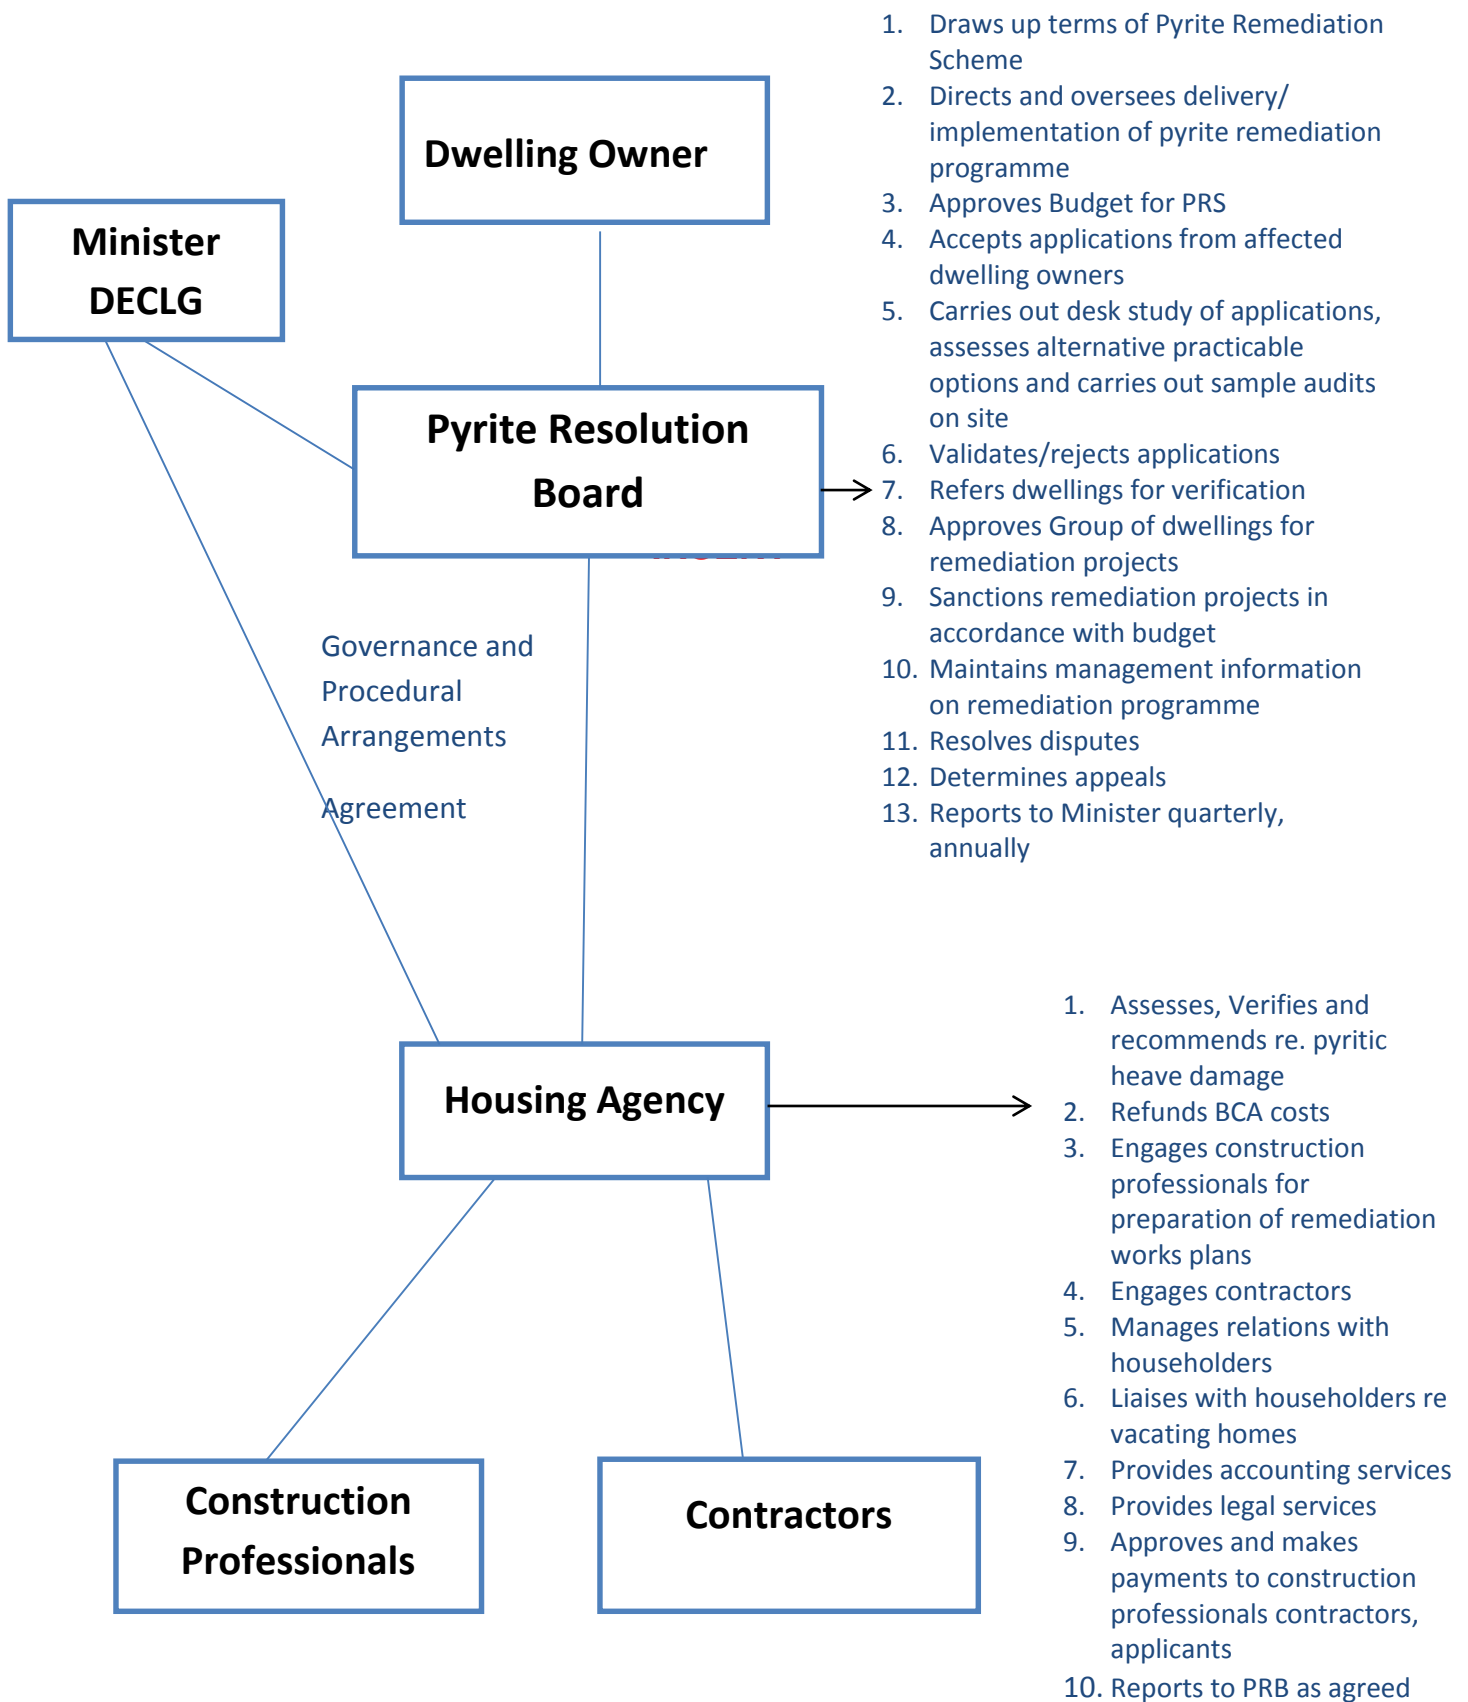 Dwelling Owner
Minister
DECLG
Pyrite Resolution
Board
Governance and
Procedural
Arrangements
Agreement
Housing Agency
Construction
Professionals
Contractors
1. Draws up terms of Pyrite Remediation
Scheme
2. Directs and oversees delivery/
implementation of pyrite remediation
programme
3. Approves Budget for PRS
4. Accepts applications from affected
dwelling owners
5. Carries out desk study of applications,
assesses alternative practicable
options and carries out sample audits
on site
6. Validates/rejects applications
7. Refers dwellings for verification
8. Approves Group of dwellings for
remediation projects
9. Sanctions remediation projects in
accordance with budget
10. Maintains management information
on remediation programme
11. Resolves disputes
12. Determines appeals
13. Reports to Minister quarterly,
annually
1. Assesses, Verifies and
recommends re. pyritic
heave damage
2. Refunds BCA costs
3. Engages construction
professionals for
preparation of remediation
works plans
4. Engages contractors
5. Manages relations with
householders
6. Liaises with householders re
vacating homes
7. Provides accounting services
8. Provides legal services
9. Approves and makes
payments to construction
professionals contractors,
applicants
10. Reports to PRB as agreed